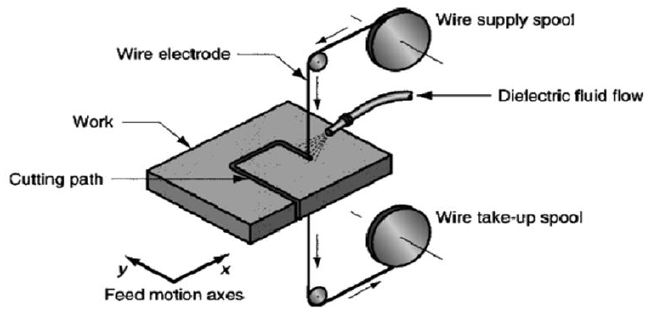 Wire supply spool
Wire electrode
Dielectric fluid flow
Work
Cutting path
Wire take-up spool
y
x
Feed motion axes